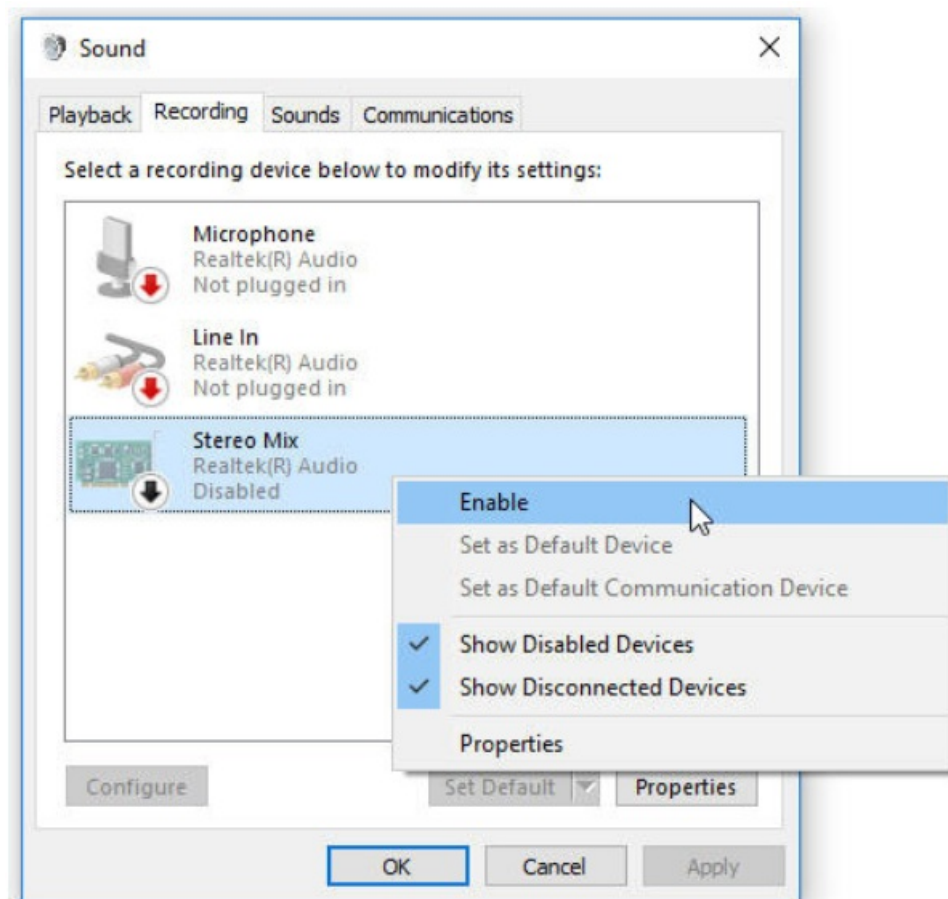 Sound
Playback Recording Sounds Communications
Select a recording device below to modify its settings:
Microphone
Realtek(R) Audio
Not plugged in
Line In
Realtek(R) Audio
Not plugged in
Stereo Mix
Realtek(R) Audio
Disabled
Enable
Set as Default Device
Set as Default Communication Device
Show Disabled Devices
Show Disconnected Devices
Properties
Configure Set Default Properties
OK Cancel Apply